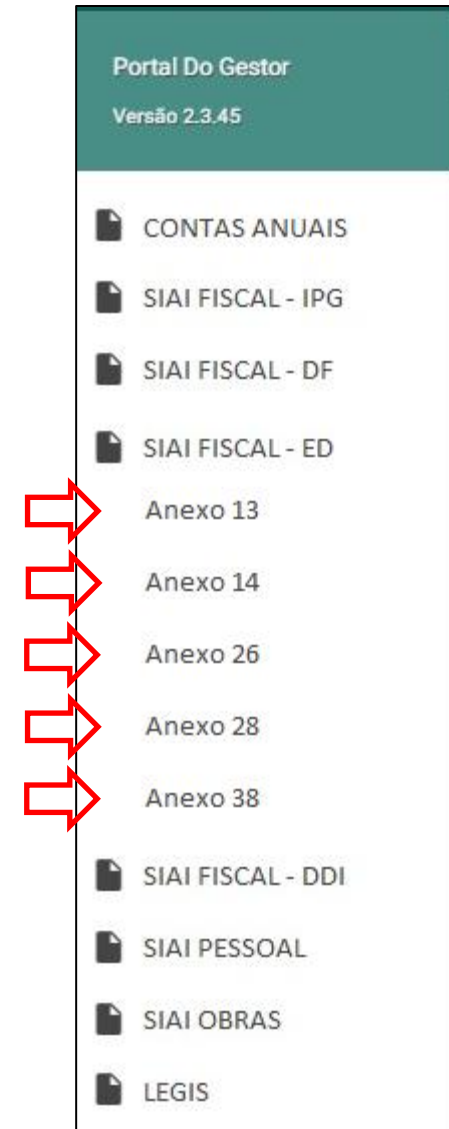 Portal Do Gestor
Versão 2.3.45
CONTAS ANUAIS
SIAI FISCAL - IPG
SIAI FISCAL - DF
SIAI FISCAL - ED
Anexo 13
Anexo 14
Anexo 26
Anexo 28
Anexo 38
SIAI FISCAL - DDI
SIAI PESSOAL
SIAI OBRAS
LEGIS